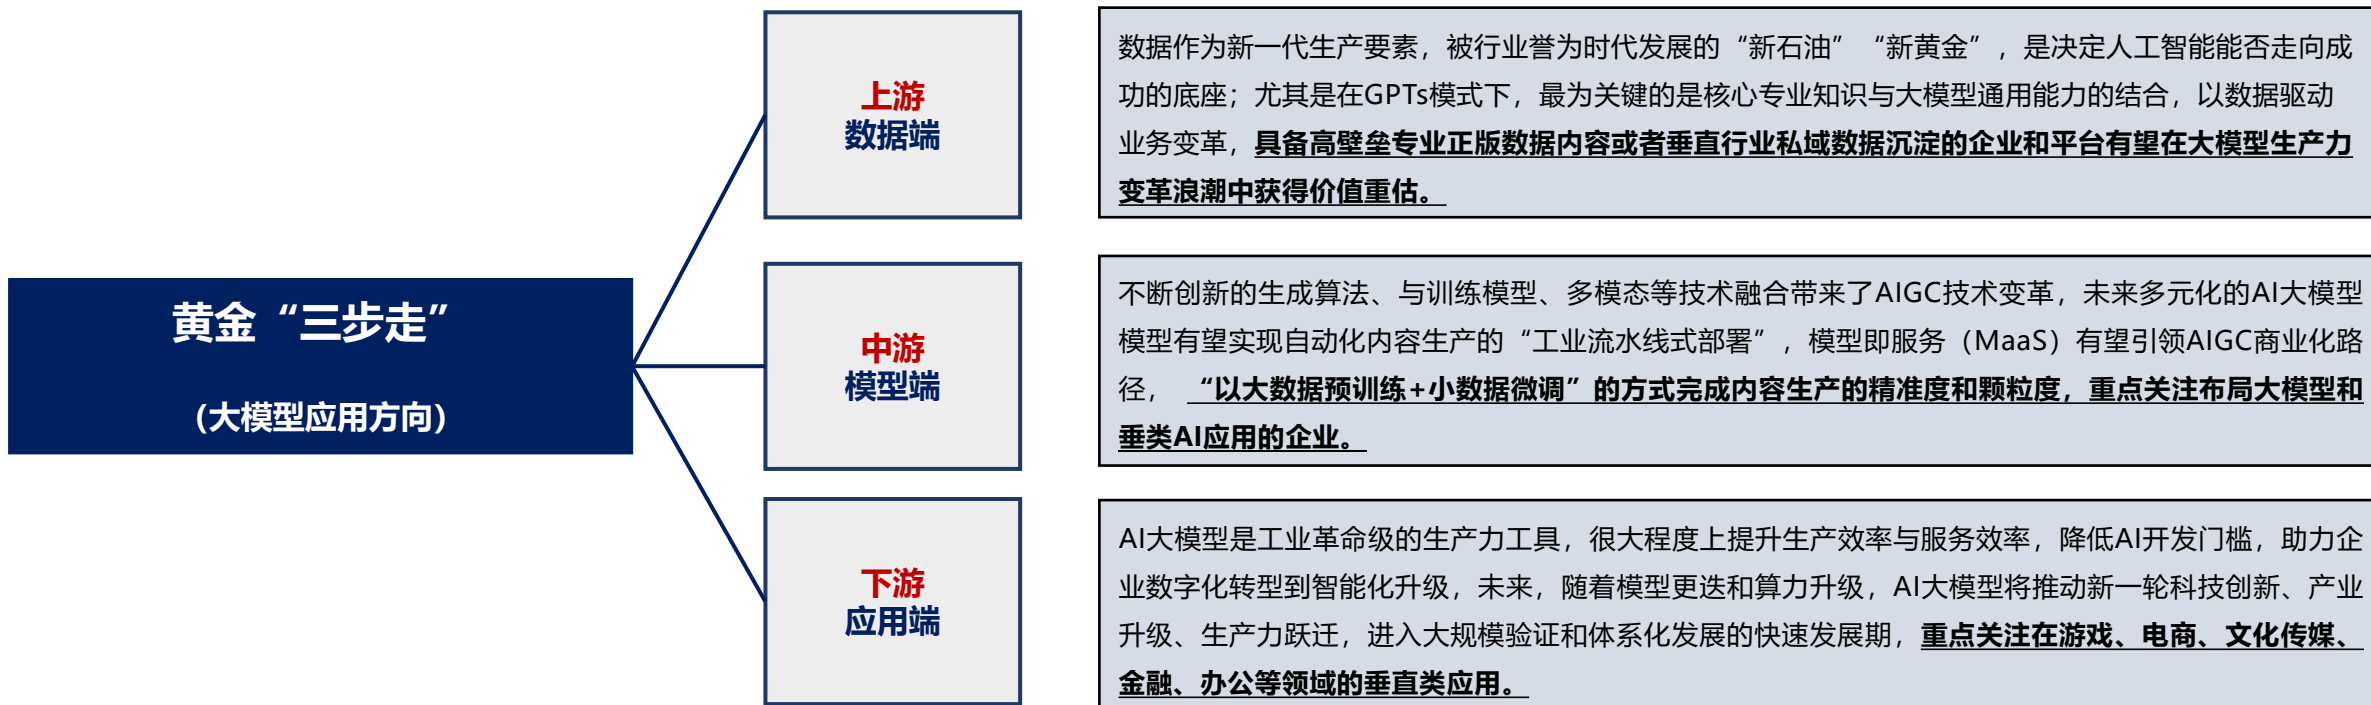 黄金“三步走”
（大模型应用方向）
上游
数据端
数据作为新一代生产要素，被行业誉为时代发展的“新石油”“新黄金”，是决定人工智能能否走向成
功的底座；尤其是在GPTs模式下，最为关键的是核心专业知识与大模型通用能力的结合，以数据驱动
业务变革，具备高壁垒专业正版数据内容或者垂直行业私域数据沉淀的企业和平台有望在大模型生产力
变革浪潮中获得价值重估。
中游
模型端
不断创新的生成算法、与训练模型、多模态等技术融合带来了AIGC技术变革，未来多元化的AI大模型
模型有望实现自动化内容生产的“工业流水线式部署”，模型即服务（MaaS）有望引领AIGC商业化路
径，“以大数据预训练+小数据微调”的方式完成内容生产的精准度和颗粒度，重点关注布局大模型和
垂类AI应用的企业。
下游
应用端
AI大模型是工业革命级的生产力工具，很大程度上提升生产效率与服务效率，降低AI开发门槛，助力企
业数字化转型到智能化升级，未来，随着模型更迭和算力升级，AI大模型将推动新一轮科技创新、产业
升级、生产力跃迁，进入大规模验证和体系化发展的快速发展期，重点关注在游戏、电商、文化传媒、
金融、办公等领域的垂直类应用。